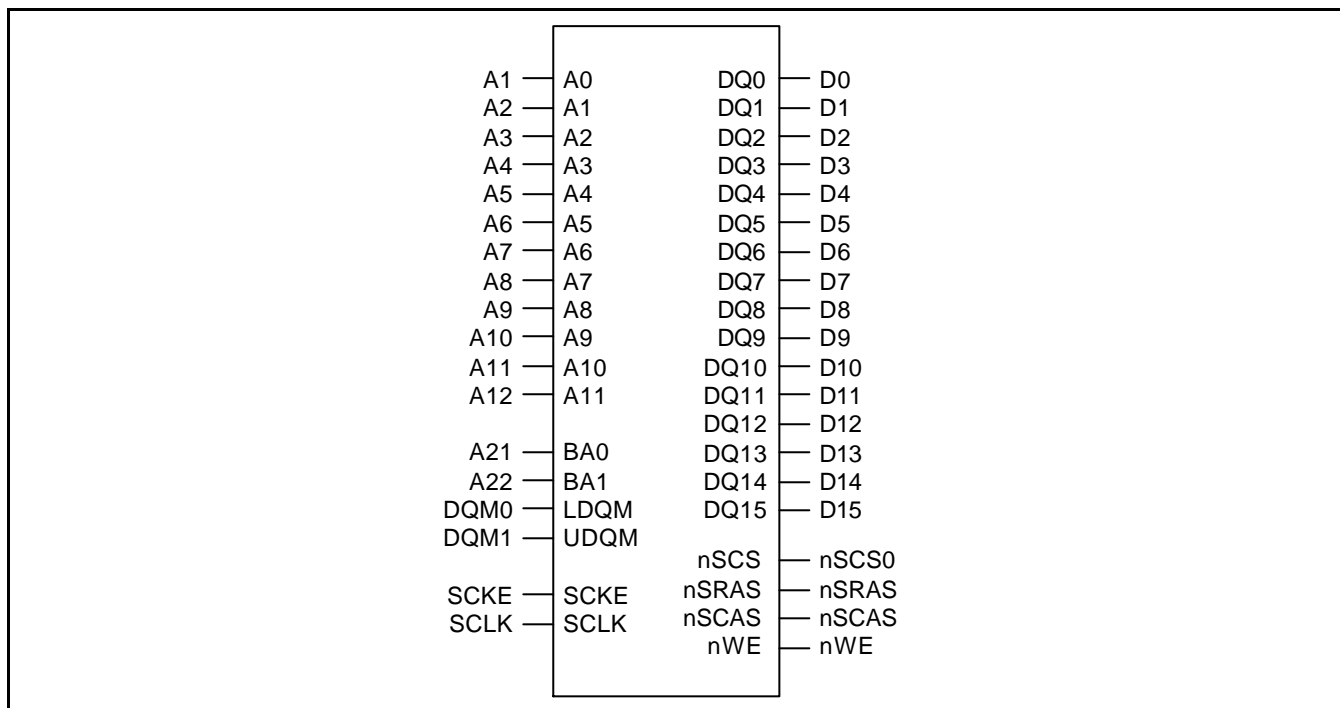 A1 A0 DQ0 D0
A2 A1 DQ1 D1
A3 A2 DQ2 D2
A4 A3 DQ3 D3
A5 A4 DQ4 D4
A6 A5 DQ5 D5
A7 A6 DQ6 D6
A8 A7 DQ7 D7
A9 A8 DQ8 D8
A10 A9 DQ9 D9
A11 A10 DQ10 D10
A12 A11 DQ11 D11
DQ12 D12
A21 BA0 DQ13 D13
A22 BA1 DQ14 D14
DQM0 LDQM DQ15 D15
DQM1 UDQM
nSCS nSCS0
SCKE SCKE nSRAS nSRAS
SCLK SCLK nSCAS nSCAS
nWE nWE